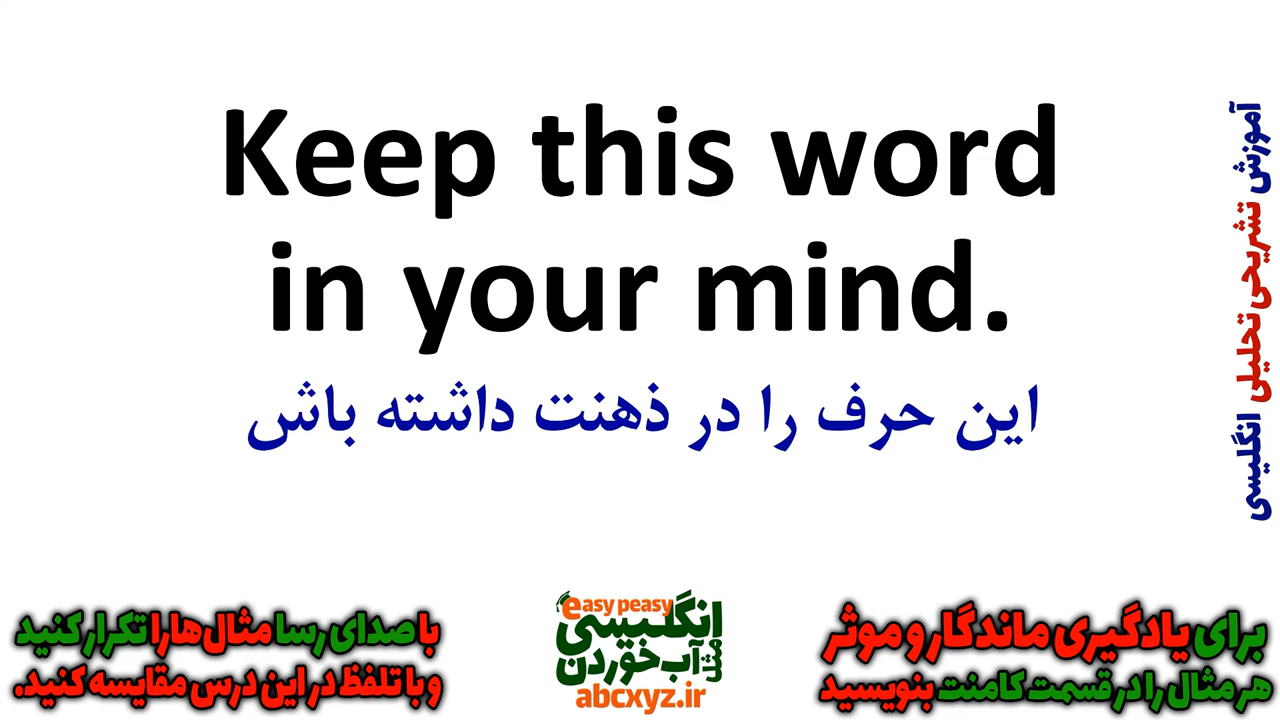 Keep this word
in your mind.
این حرف را در ذهنت داشته باش
آموزش تشریحی تحلیلی انگلیسی
برای یادگیری ماندگار و موثر
هر مثال را در قسمت کامنت بنویسید
easy peasy
انگلیسی
مثل آب خوردن
abcxyz.ir
با صدای رسا مثال‌ها را تکرار کنید
و با تلفظ در این درس مقایسه کنید.